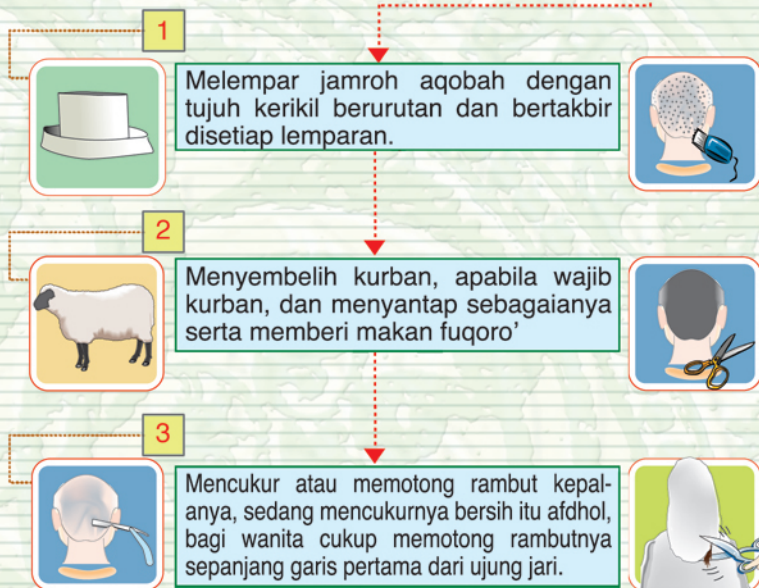 1
Melempar jamroh aqobah dengan
tujuh kerikil berurutan dan bertakbir
disetiap lemparan.
2
Menyembelih kurban, apabila wajib
kurban, dan menyantap sebagaianya
serta memberi makan fuqoro’
3
Mencukur atau memotong rambut kepal-
anya, sedang mencukurnya bersih itu afdhol,
bagi wanita cukup memotong rambutnya
sepanjang garis pertama dari ujung jari.